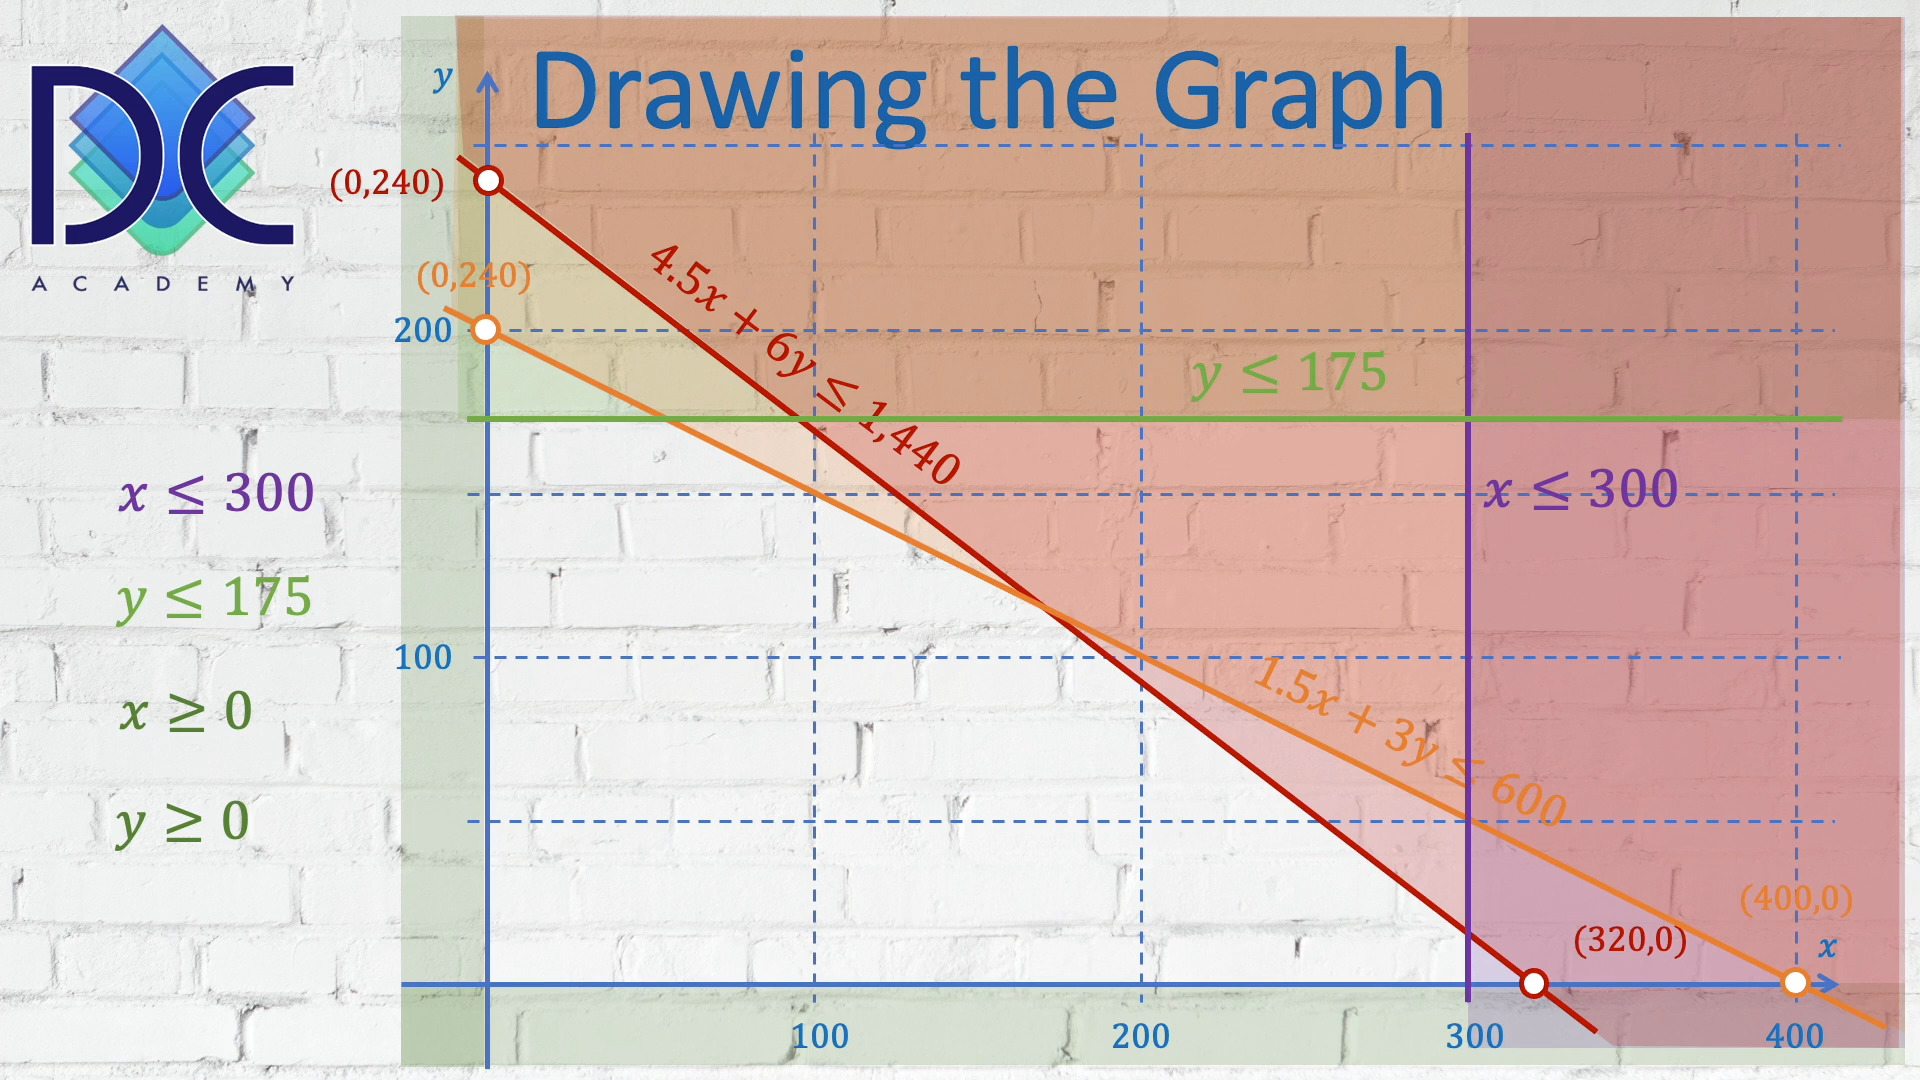 DC
ACADEMY
Drawing the Graph
y
(0,240)
(0,240)
200
4.5x + 6y ≤ 1,440
y ≤ 175
x ≤ 300
x ≤ 300
y ≤ 175
100
1.5x + 3y ≤ 600
x ≥ 0
y ≥ 0
(400,0)
(320,0)
x
100
200
300
400